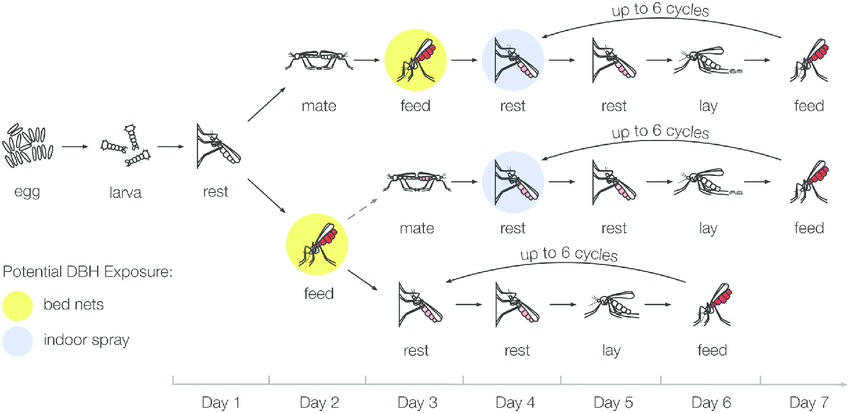 up to 6 cycles
mate
feed
rest
rest
lay
feed
egg
larva
rest
up to 6 cycles
mate
rest
rest
lay
feed
feed
up to 6 cycles
rest
rest
lay
feed
Potential DBH Exposure:
bed nets
indoor spray
Day 1 Day 2 Day 3 Day 4 Day 5 Day 6 Day 7